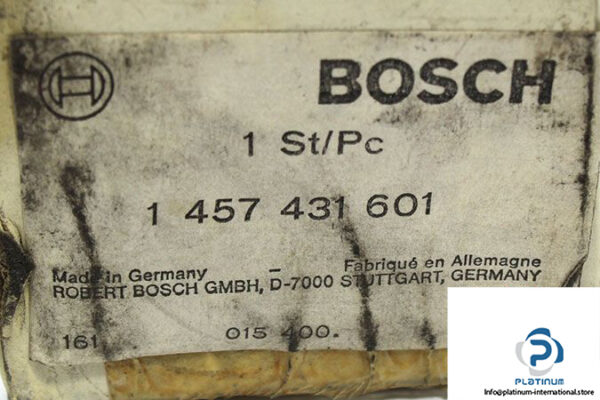 BOSCH
1 St/Pc
1 457 431 601
Made in Germany Fabriqué en Allemagne
ROBERT BOSCH GMBH, D-7000 STUTTGART, GERMANY
161. 015 400.
PLATINUM
Info@platinum-international.store